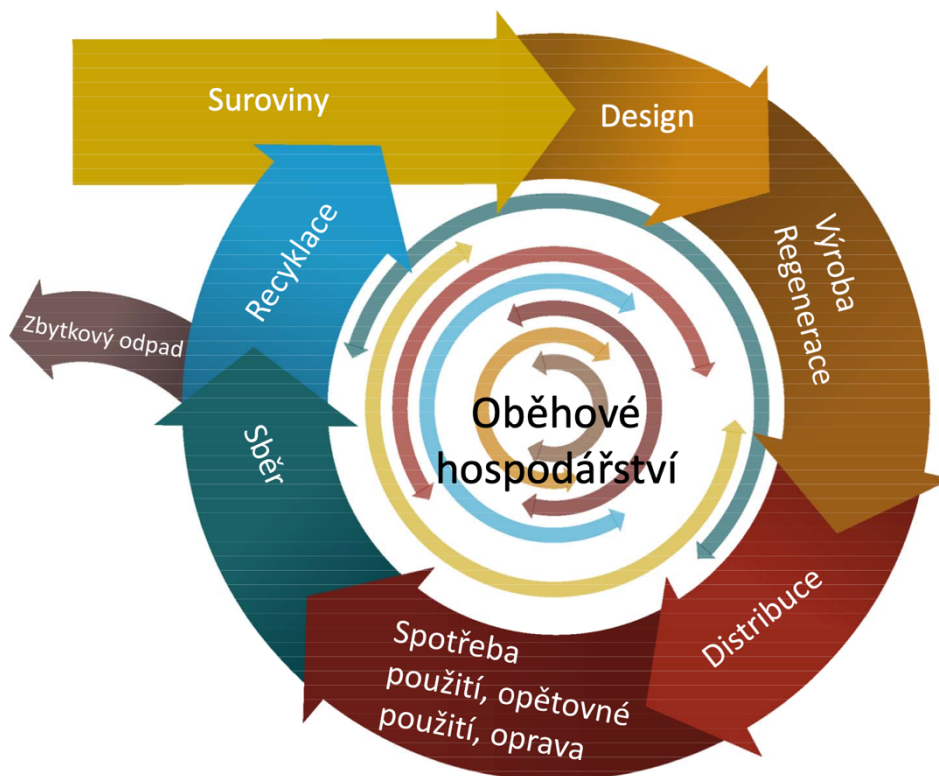 Suroviny
Design
Výroba
Regenerace
Distribuce
Spotřeba
použití, opětovné
použití, oprava
Sběr
Zbytkový odpad
Recyklace
Oběhové
hospodářství